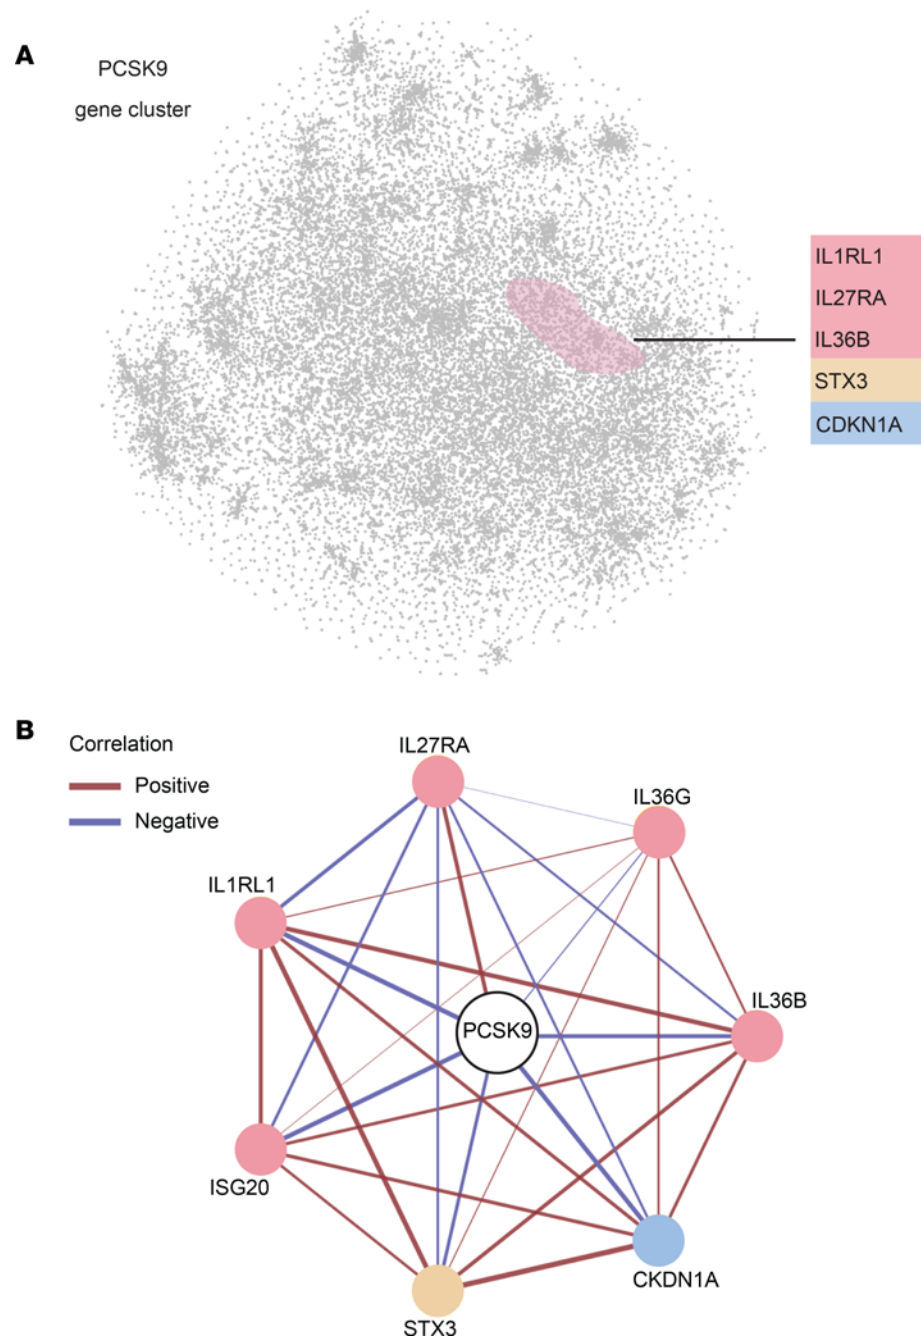 A
PCSK9
gene cluster
IL1RL1
IL27RA
IL36B
STX3
CDKN1A
B
Correlation
Positive
Negative
IL27RA
IL36G
IL1RL1
IL36B
PCSK9
ISG20
CKDN1A
STX3